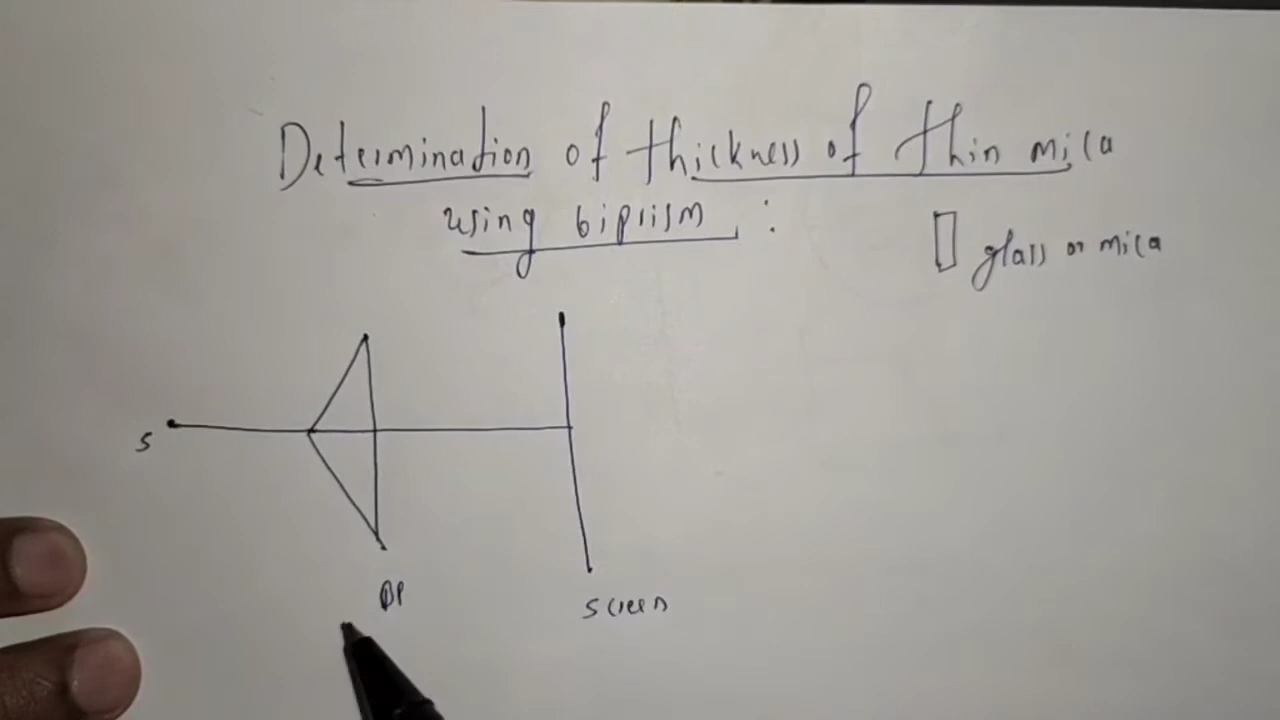 Determination of thickness of thin mica
using biprism :
glass or mica
S
BP
screen